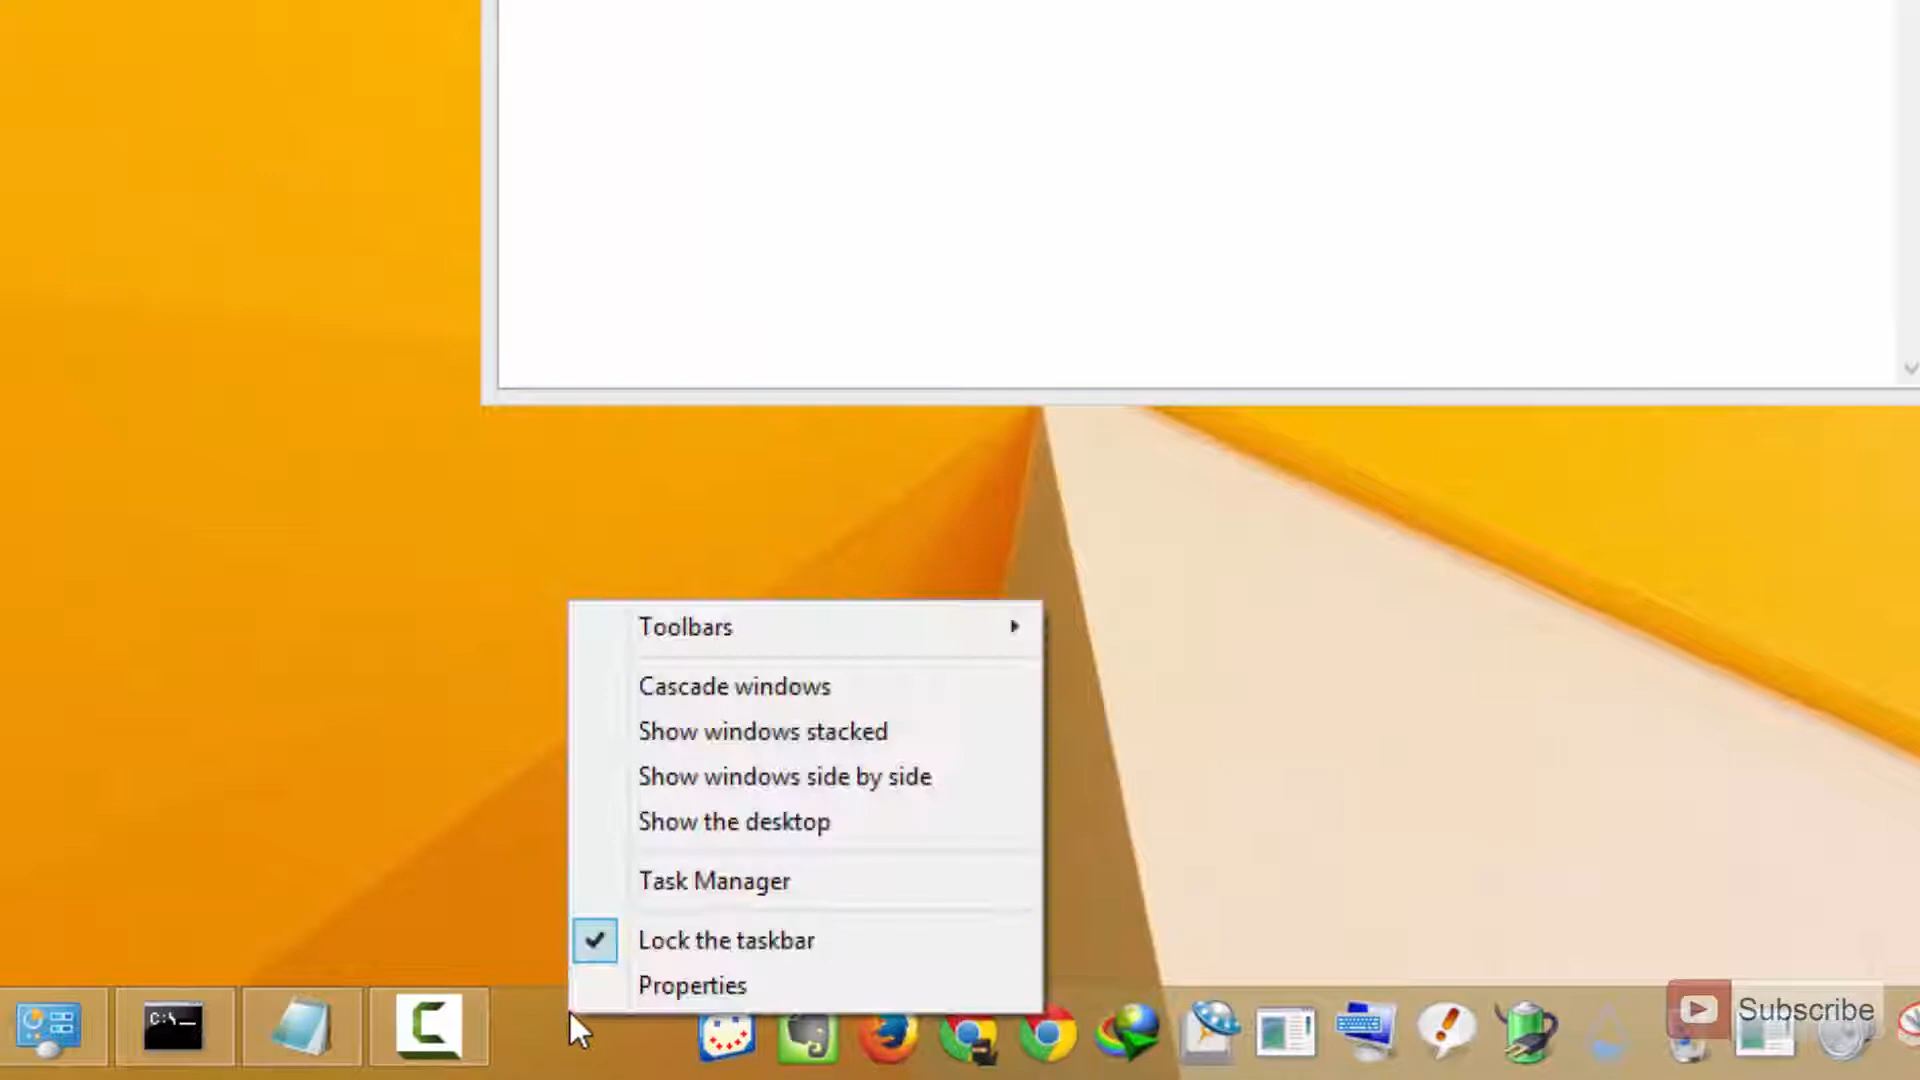 Toolbars
Cascade windows
Show windows stacked
Show windows side by side
Show the desktop
Task Manager
Lock the taskbar
Properties
C:\_
Subscribe